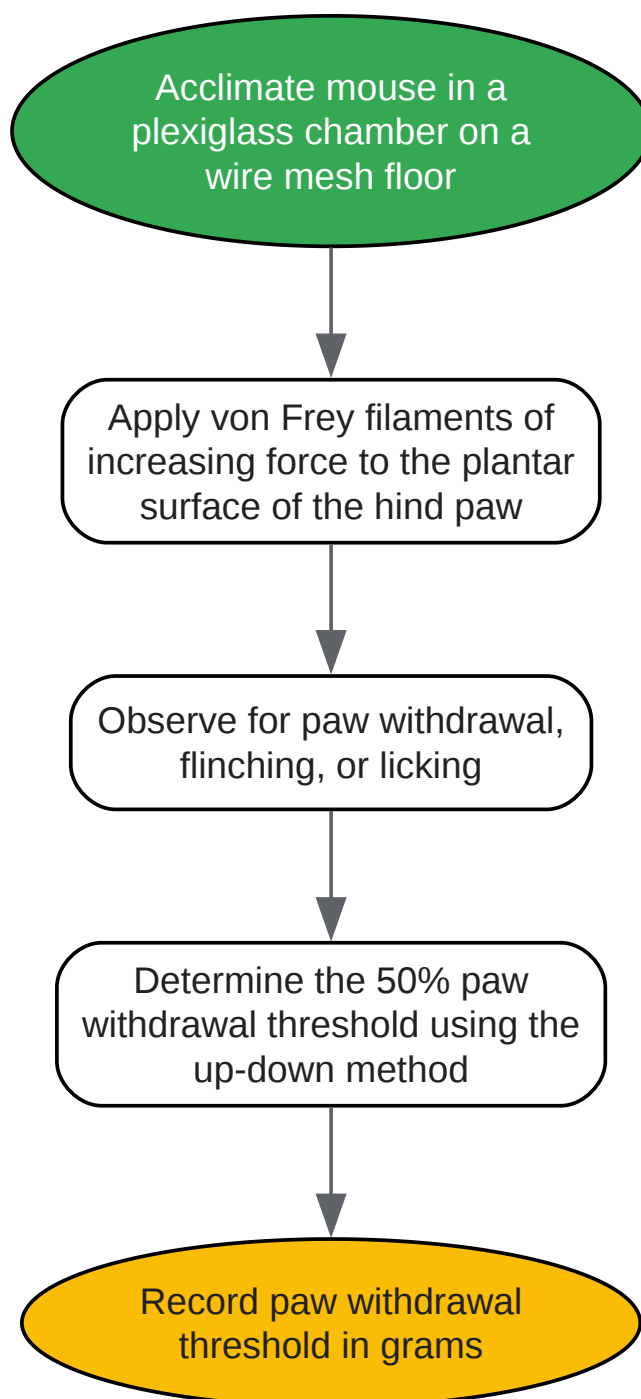 Acclimate mouse in a
plexiglass chamber on a
wire mesh floor
Apply von Frey filaments of
increasing force to the plantar
surface of the hind paw
Observe for paw withdrawal,
flinching, or licking
Determine the 50% paw
withdrawal threshold using the
up-down method
Record paw withdrawal
threshold in grams